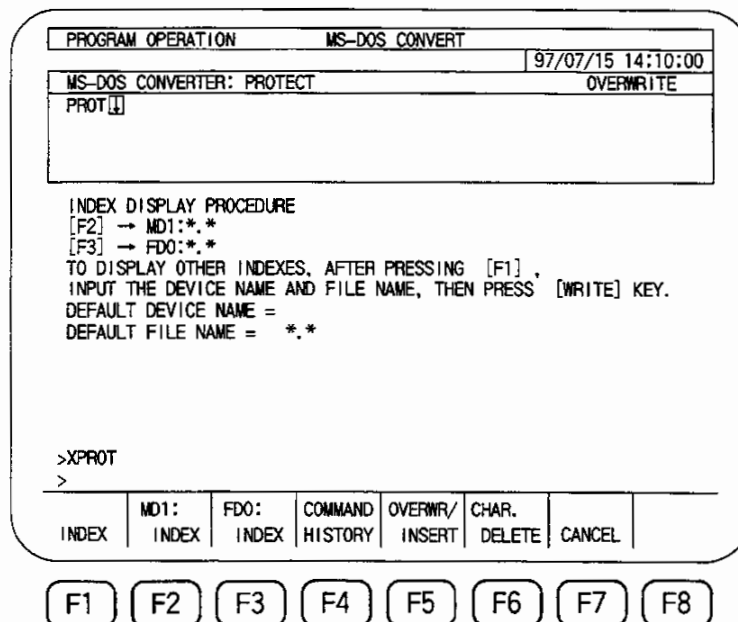 PROGRAM OPERATION MS-DOS CONVERT
97/07/15 14:10:00
MS-DOS CONVERTER: PROTECT OVERWRITE
PROT↓
INDEX DISPLAY PROCEDURE
[F2] → MD1:*.*
[F3] → FD0:*.*
TO DISPLAY OTHER INDEXES, AFTER PRESSING [F1] ,
INPUT THE DEVICE NAME AND FILE NAME, THEN PRESS [WRITE] KEY.
DEFAULT DEVICE NAME =
DEFAULT FILE NAME = *.*
>XPROT
>
MD1: FD0: COMMAND OVERWR/ CHAR.
INDEX INDEX INDEX HISTORY INSERT DELETE CANCEL
F1 F2 F3 F4 F5 F6 F7 F8